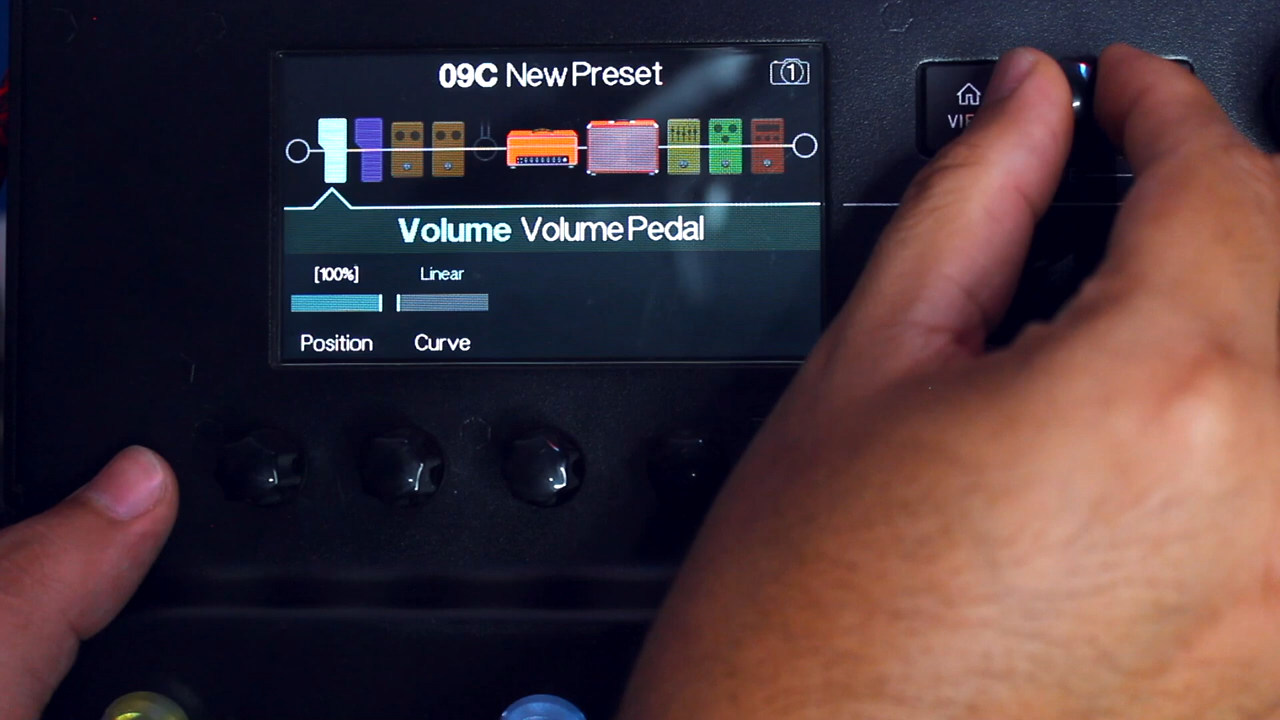 09C New Preset
1
Volume Volume Pedal
[100%] Linear
Position Curve